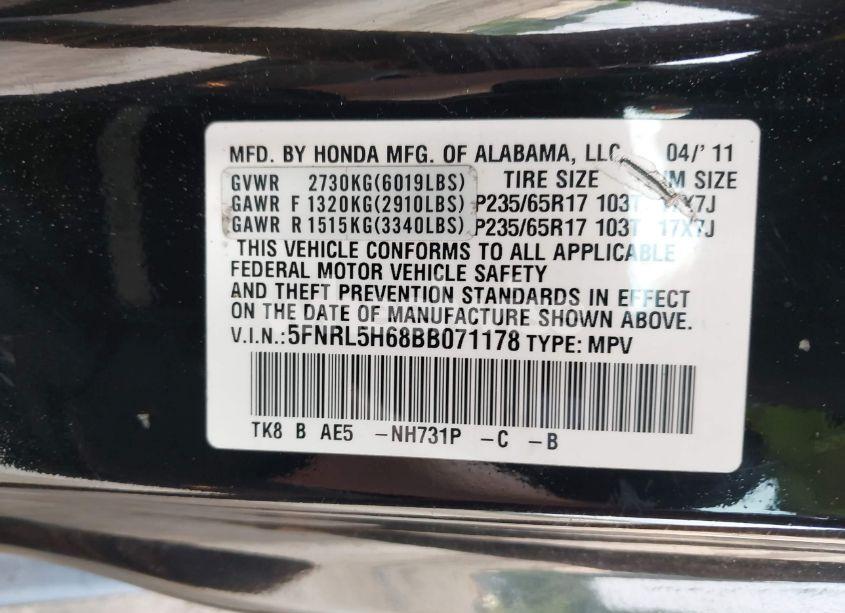 MFD. BY HONDA MFG. OF ALABAMA, LLC 04/' 11
GVWR 2730KG(6019LBS) TIRE SIZE SIZE
GAWR F 1320KG(2910LBS) P235/65R17 103T
GAWR R 1515KG(3340LBS) P235/65R17 103T 17X7J
THIS VEHICLE CONFORMS TO ALL APPLICABLE
FEDERAL MOTOR VEHICLE SAFETY
AND THEFT PREVENTION STANDARDS IN EFFECT
ON THE DATE OF MANUFACTURE SHOWN ABOVE.
V.I.N.:5FNRL5H68BB071178 TYPE: MPV
TK8 B AE5 -NH731P -C -B